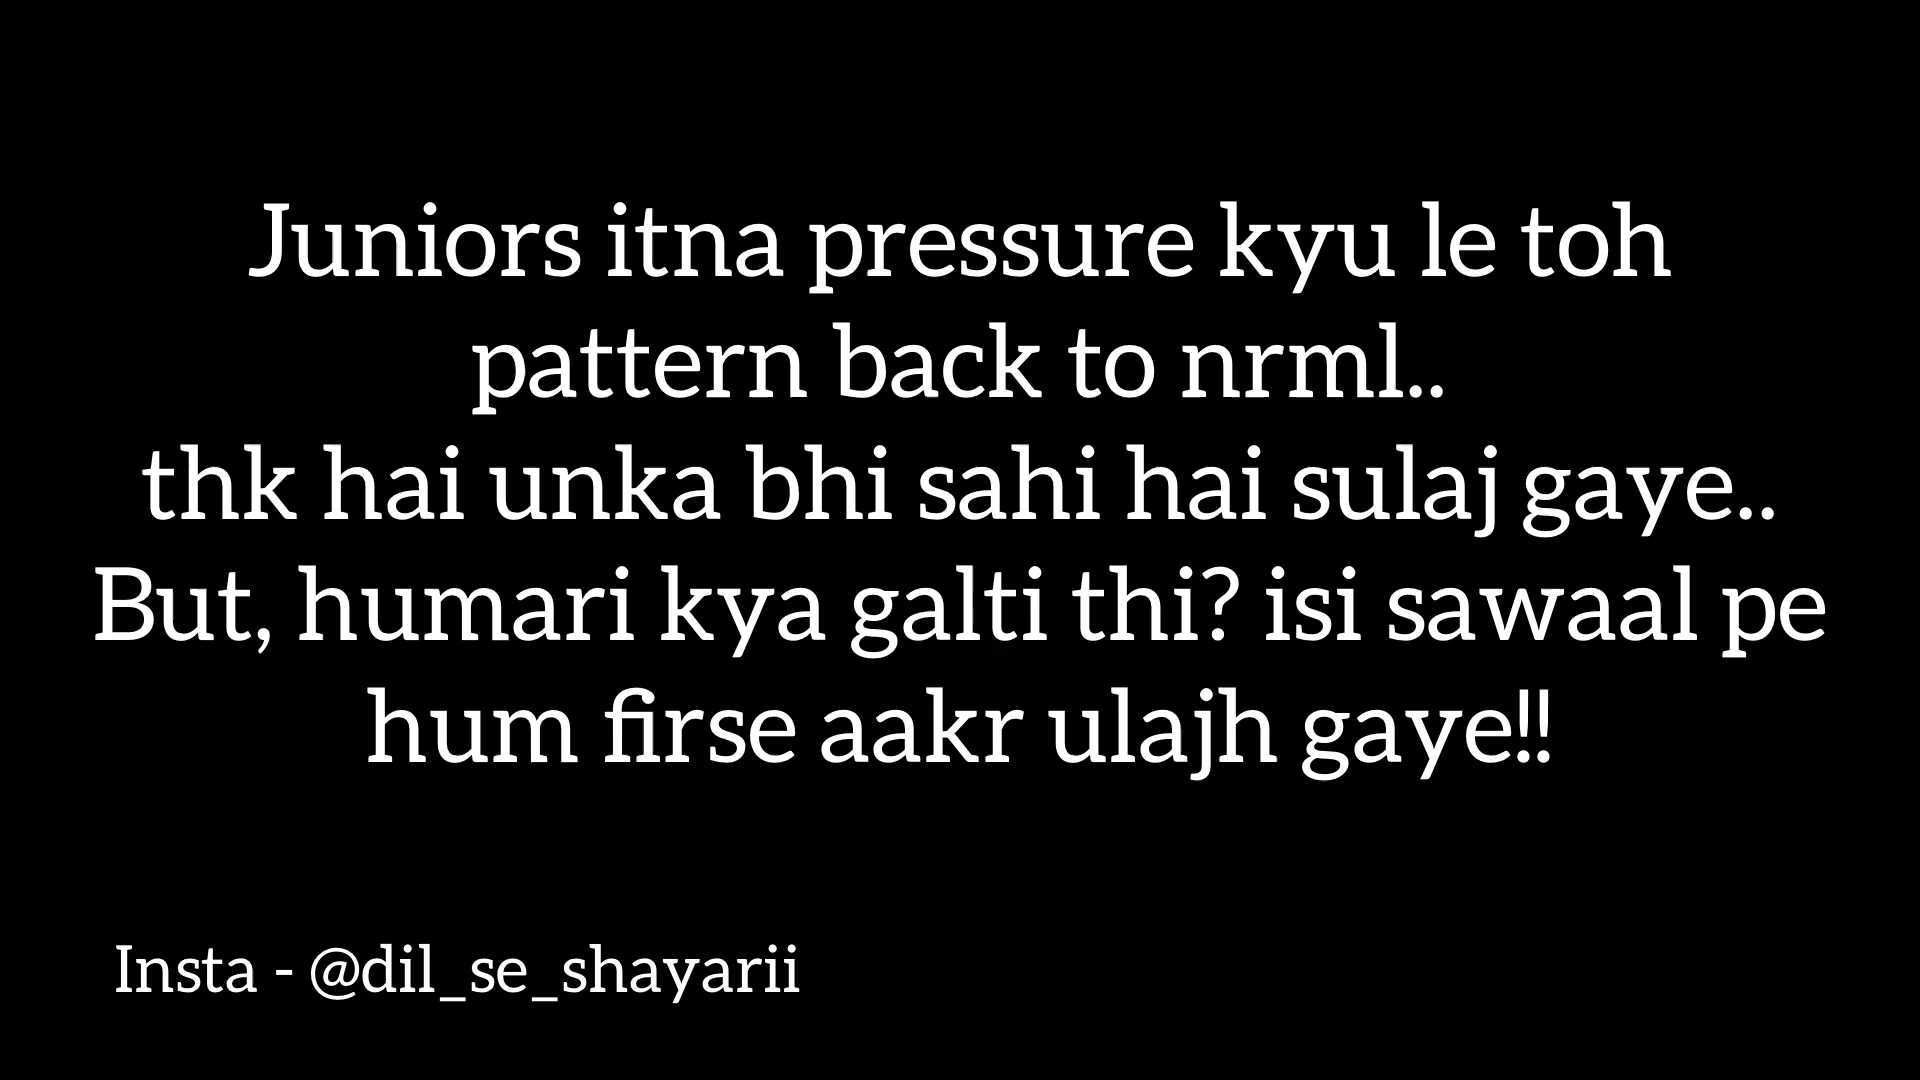 Juniors itna pressure kyu le toh
pattern back to nrml..
thk hai unka bhi sahi hai sulaj gaye..
But, humari kya galti thi? isi sawaal pe
hum firse aakr ulajh gaye!!
Insta - @dil_se_shayarii